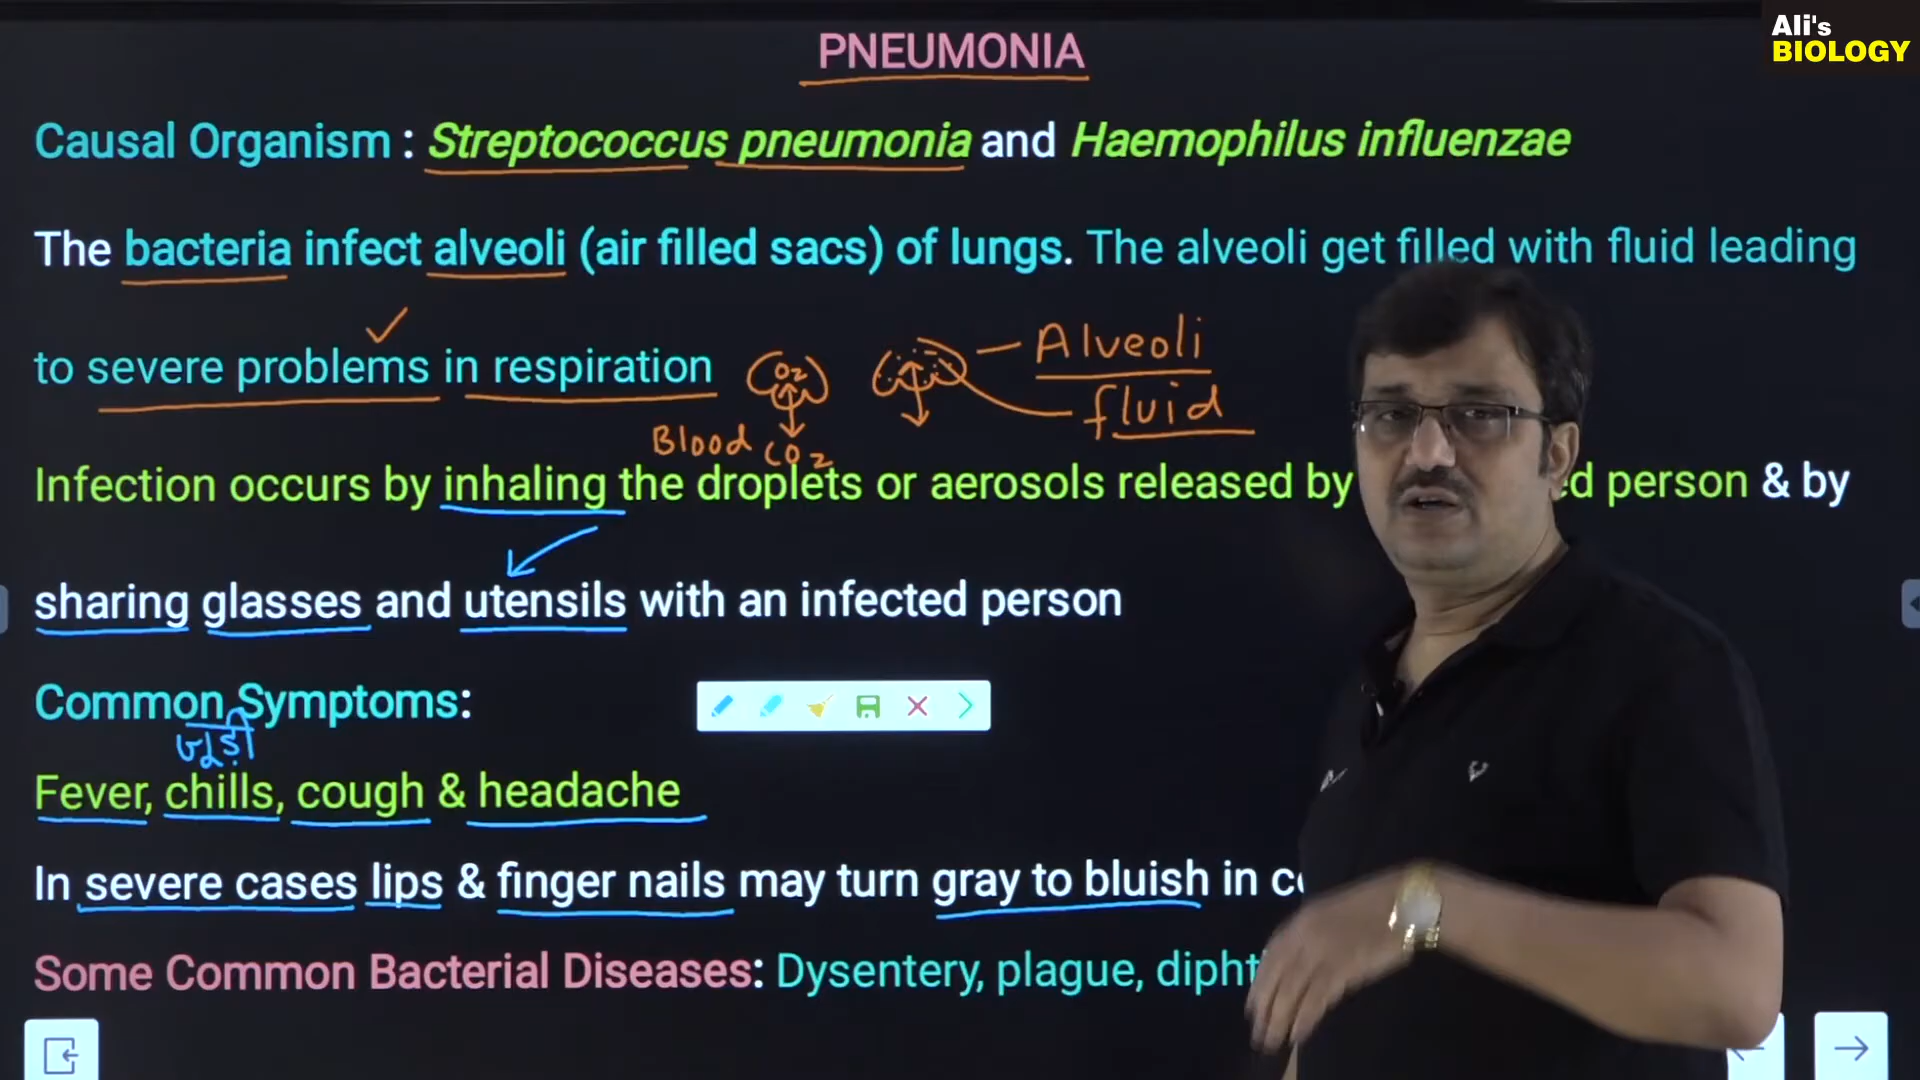 Ali's
BIOLOGY
PNEUMONIA
Causal Organism : Streptococcus pneumonia and Haemophilus influenzae
The bacteria infect alveoli (air filled sacs) of lungs. The alveoli get filled with fluid leading
to severe problems in respiration
O₂
Alveoli
fluid
Blood CO₂
Infection occurs by inhaling the droplets or aerosols released by person & by
sharing glasses and utensils with an infected person
Common Symptoms:
Fever, chills, cough & headache
In severe cases lips & finger nails may turn gray to bluish in
Some Common Bacterial Diseases: Dysentery, plague,